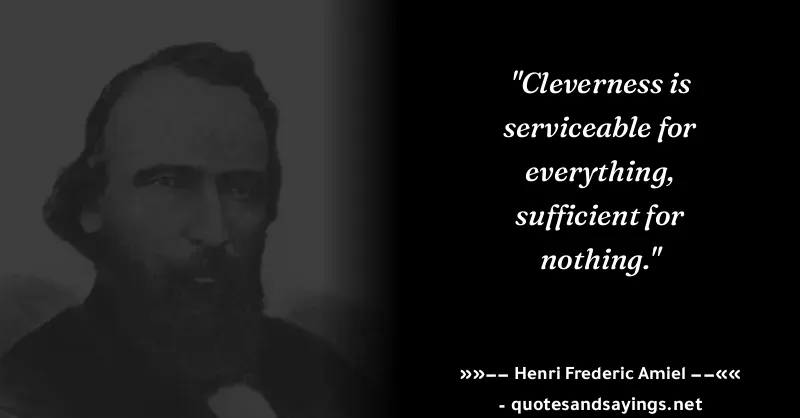 "Cleverness is
serviceable for
everything,
sufficient for
nothing."
»»−− Henri Frederic Amiel −−««
- quotesandsayings.net